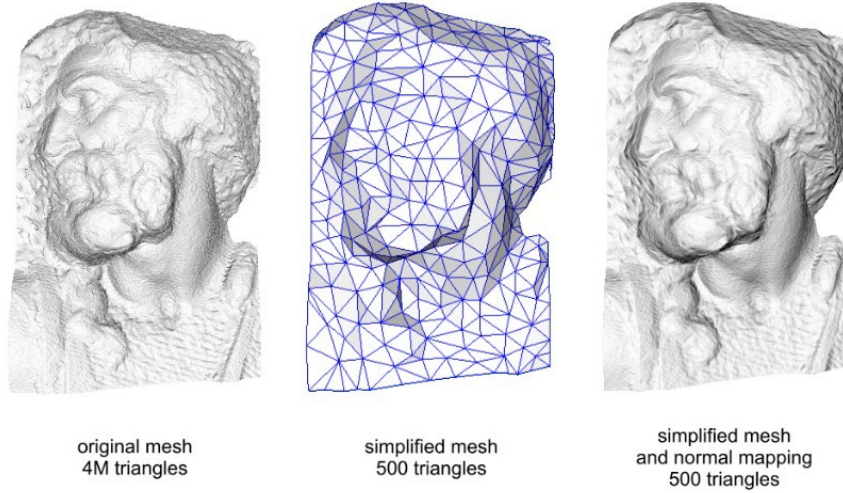 original mesh
4M triangles
simplified mesh
500 triangles
simplified mesh
and normal mapping
500 triangles